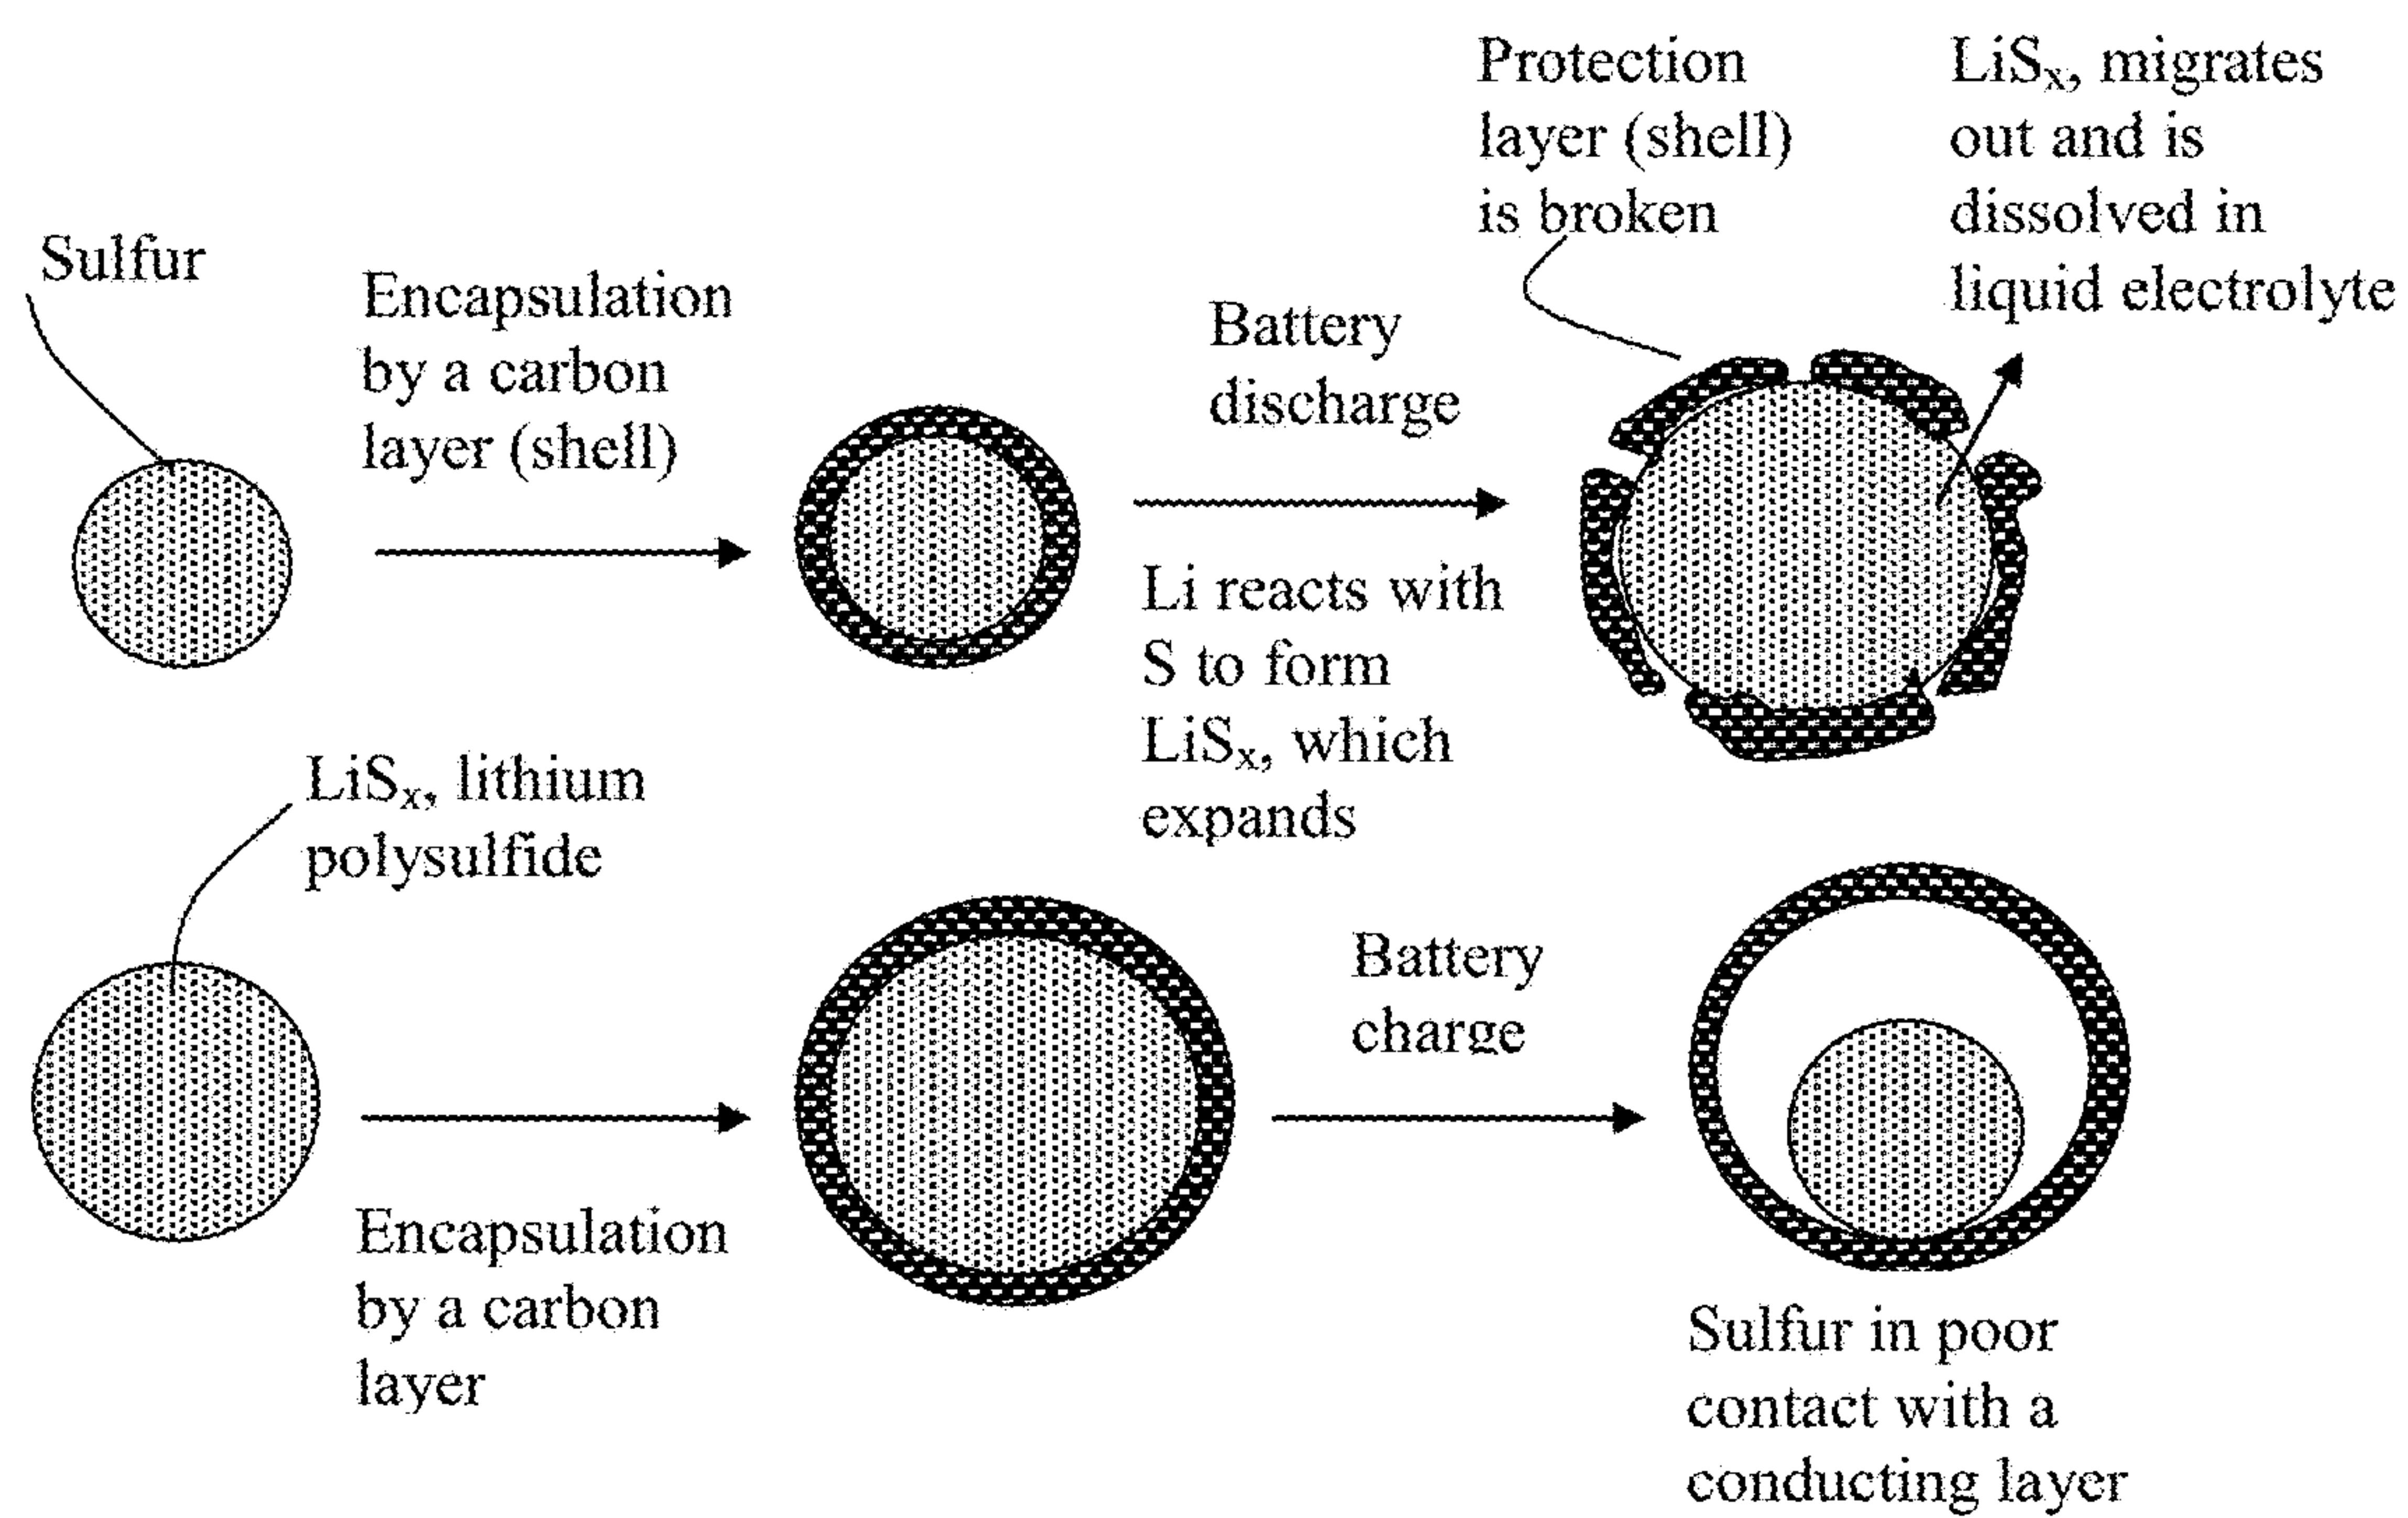 Sulfur
Encapsulation
by a carbon
layer (shell)
Battery
discharge
Li reacts with
S to form
LiSₓ, which
expands
Protection
layer (shell)
is broken
LiSₓ, migrates
out and is
dissolved in
liquid electrolyte
LiSₓ, lithium
polysulfide
Encapsulation
by a carbon
layer
Battery
charge
Sulfur in poor
contact with a
conducting layer